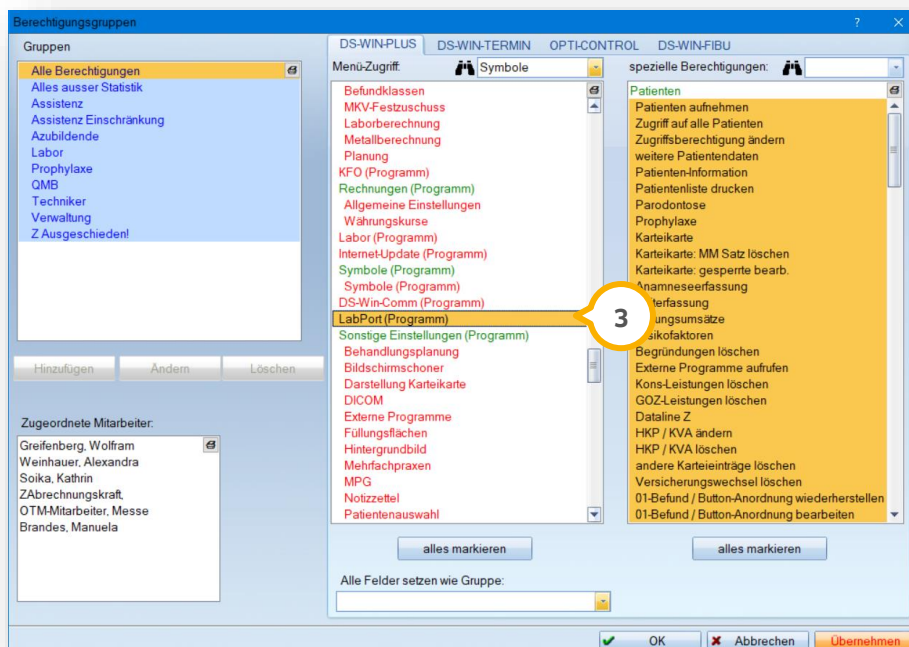 Berechtigungsgruppen
Gruppen
Alle Berechtigungen
Alles ausser Statistik
Assistenz
Assistenz Einschränkung
Azubildende
Labor
Prophylaxe
QMB
Techniker
Verwaltung
Z Ausgeschieden!
Hinzufügen Ändern Löschen
Zugeordnete Mitarbeiter:
Greifenberg, Wolfram
Weinhauer, Alexandra
Soika, Kathrin
ZAbrechnungskraft,
OTM-Mitarbeiter, Messe
Brandes, Manuela
DS-WIN-PLUS DS-WIN-TERMIN OPTI-CONTROL DS-WIN-FIBU
Menü-Zugriff: Symbole
Befundklassen
MKV-Festzuschuss
Laborberechnung
Metallberechnung
Planung
KFO (Programm)
Rechnungen (Programm)
Allgemeine Einstellungen
Währungskurse
Labor (Programm)
Internet-Update (Programm)
Symbole (Programm)
Symbole (Programm)
DS-Win-Comm (Programm)
LabPort (Programm)
Sonstige Einstellungen (Programm)
Behandlungsplanung
Bildschirmschoner
Darstellung Karteikarte
DICOM
Externe Programme
Füllungsflächen
Hintergrundbild
Mehrfachpraxen
MPG
Notizzettel
Patientenauswahl
alles markieren
3
spezielle Berechtigungen:
Patienten
Patienten aufnehmen
Zugriff auf alle Patienten
Zugriffsberechtigung ändern
weitere Patientendaten
Patienten-Information
Patientenliste drucken
Parodontose
Prophylaxe
Karteikarte
Karteikarte: MM Satz löschen
Karteikarte: gesperrte bearb.
Anamneseerfassung
terfassung
ungsumsätze
sikofaktoren
Begründungen löschen
Externe Programme aufrufen
Kons-Leistungen löschen
GOZ-Leistungen löschen
Dataline Z
HKP / KVA ändern
HKP / KVA löschen
andere Karteieinträge löschen
Versicherungswechsel löschen
01-Befund / Button-Anordnung wiederherstellen
01-Befund / Button-Anordnung bearbeiten
alles markieren
Alle Felder setzen wie Gruppe:
OK Abbrechen Übernehmen